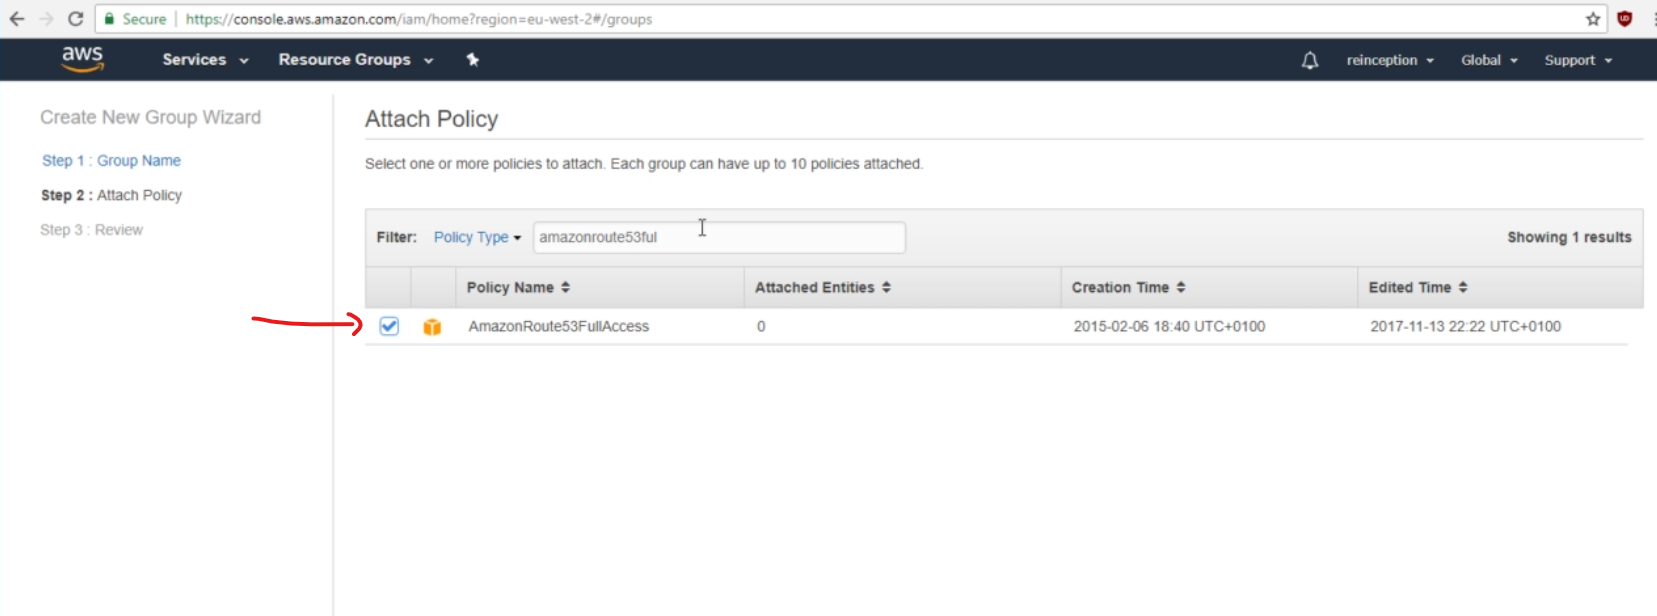 Secure | https://console.aws.amazon.com/iam/home?region=eu-west-2#/groups
aws Services Resource Groups reinception Global Support
Create New Group Wizard
Step 1 : Group Name
Step 2 : Attach Policy
Step 3 : Review
Attach Policy
Select one or more policies to attach. Each group can have up to 10 policies attached.
Filter: Policy Type amazonroute53ful Showing 1 results
Policy Name Attached Entities Creation Time Edited Time
AmazonRoute53FullAccess 0 2015-02-06 18:40 UTC+0100 2017-11-13 22:22 UTC+0100